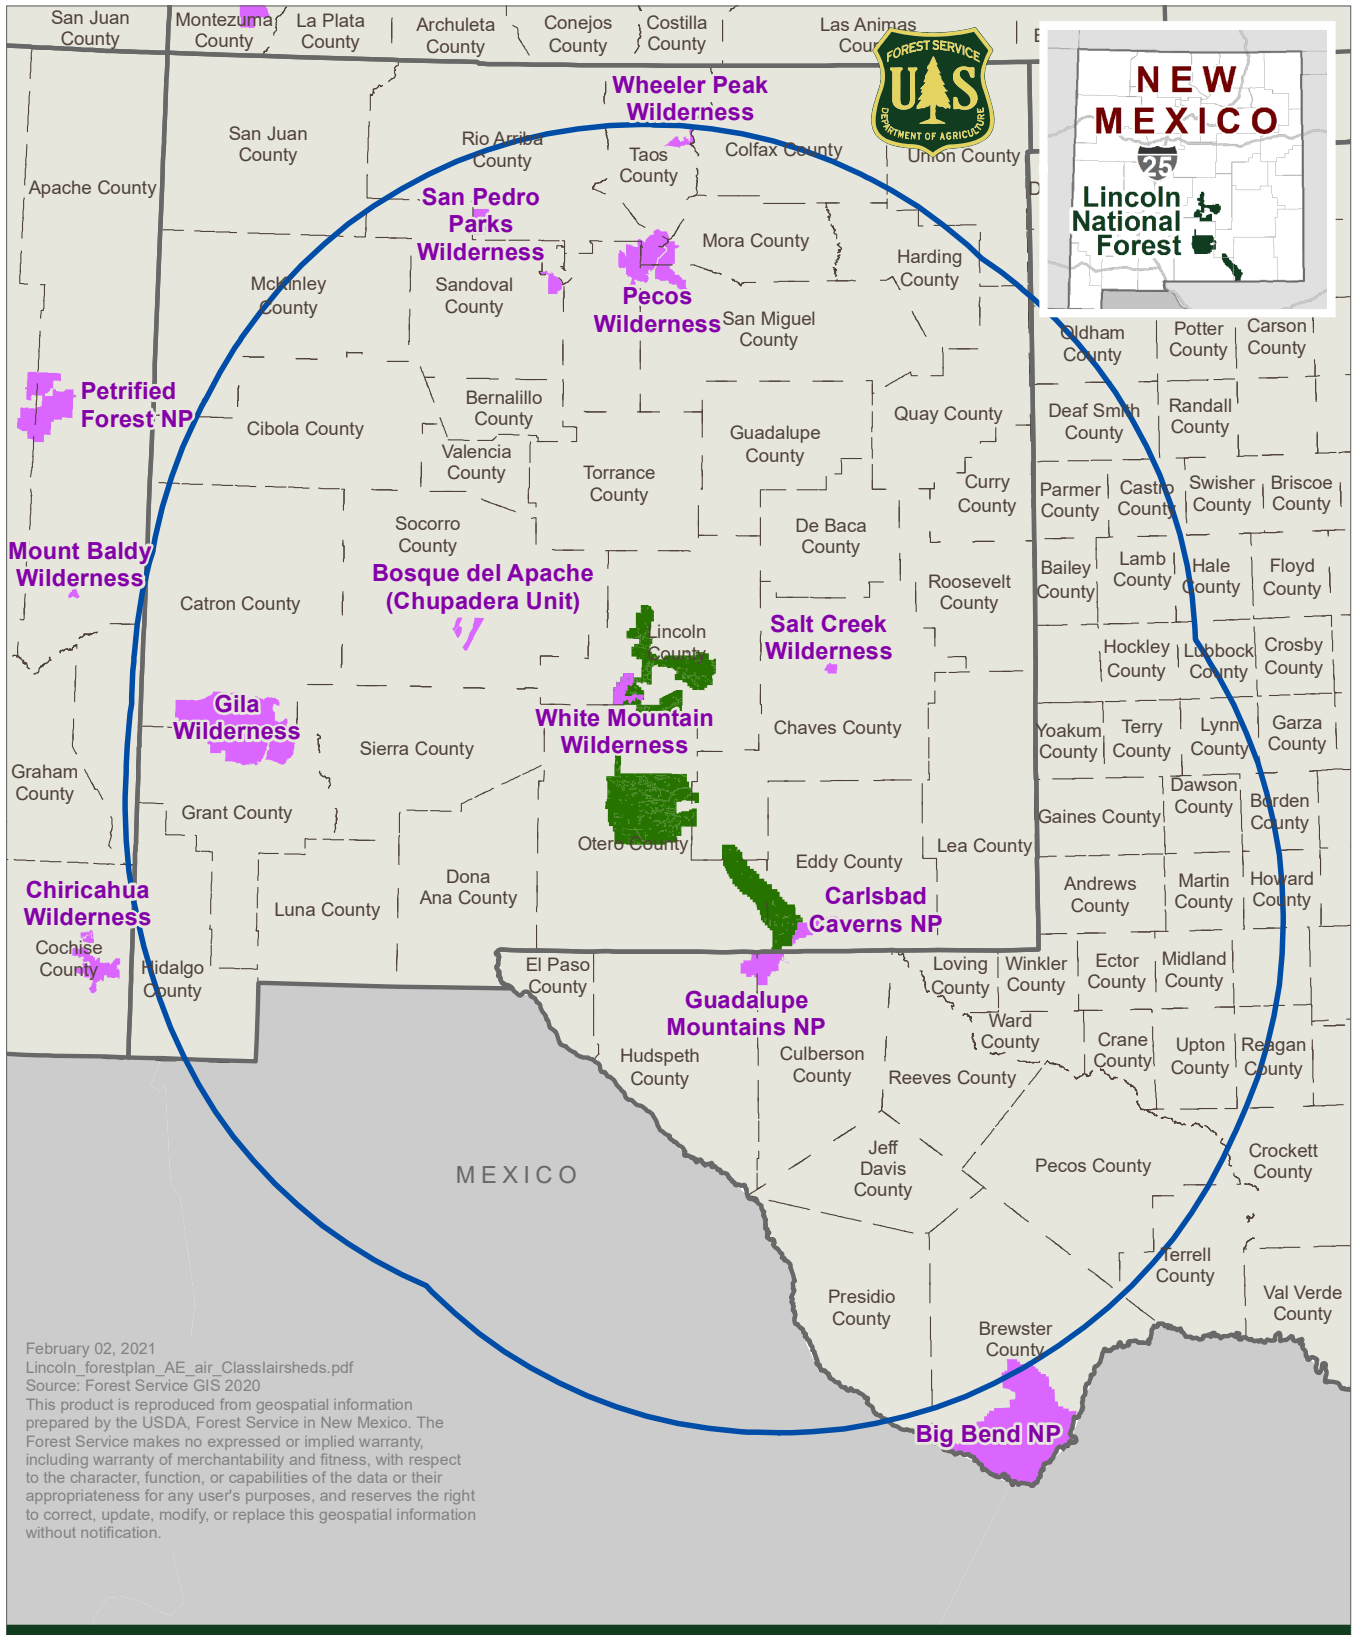 San Juan
County
Montezuma
County
La Plata
County
Archuleta
County
Conejos
County
Costilla
County
Las Animas
FOREST SERVICE
US
DEPARTMENT OF AGRICULTURE
NEW
MEXICO
25
Lincoln
National
Forest
Wheeler Peak
Wilderness
San Juan
County
Rio Arriba
County
Taos
County
Colfax County
Union County
Apache County
San Pedro
Parks
Wilderness
Mora County
Harding
County
McKinley
County
Sandoval
County
Pecos
Wilderness
San Miguel
County
Oldham
County
Potter
County
Carson
County
Petrified
Forest NP
Bernalillo
County
Cibola County
Valencia
County
Torrance
County
Guadalupe
County
Quay County
Deaf Smith
County
Randall
County
Curry
County
Parmer
County
Castro
County
Swisher
County
Briscoe
County
Socorro
County
De Baca
County
Mount Baldy
Wilderness
Bosque del Apache
(Chupadera Unit)
Catron County
Roosevelt
County
Bailey
County
Lamb
County
Hale
County
Floyd
County
Lincoln
County
Salt Creek
Wilderness
Hockley
County
Lubbock
County
Crosby
County
Gila
Wilderness
White Mountain
Wilderness
Chaves County
Sierra County
Yoakum
County
Terry
County
Lynn
County
Garza
County
Graham
County
Grant County
Otero County
Eddy County
Lea County
Gaines County
Dawson
County
Borden
County
Chiricahua
Wilderness
Cochise
County
Hidalgo
County
Luna County
Dona
Ana County
Carlsbad
Caverns NP
Andrews
County
Martin
County
Howard
County
El Paso
County
Guadalupe
Mountains NP
Loving
County
Winkler
County
Ector
County
Midland
County
Hudspeth
County
Culberson
County
Reeves County
Ward
County
Crane
County
Upton
County
Reagan
County
MEXICO
Jeff
Davis
County
Pecos County
Crockett
County
Presidio
County
Terrell
County
Val Verde
County
Brewster
County
Big Bend NP
February 02, 2021
Lincoln_forestplan_AE_air_ClassIairsheds.pdf
Source: Forest Service GIS 2020
This product is reproduced from geospatial information
prepared by the USDA, Forest Service in New Mexico. The
Forest Service makes no expressed or implied warranty,
including warranty of merchantability and fitness, with respect
to the character, function, or capabilities of the data or their
appropriateness for any user's purposes, and reserves the right
to correct, update, modify, or replace this geospatial information
without notification.